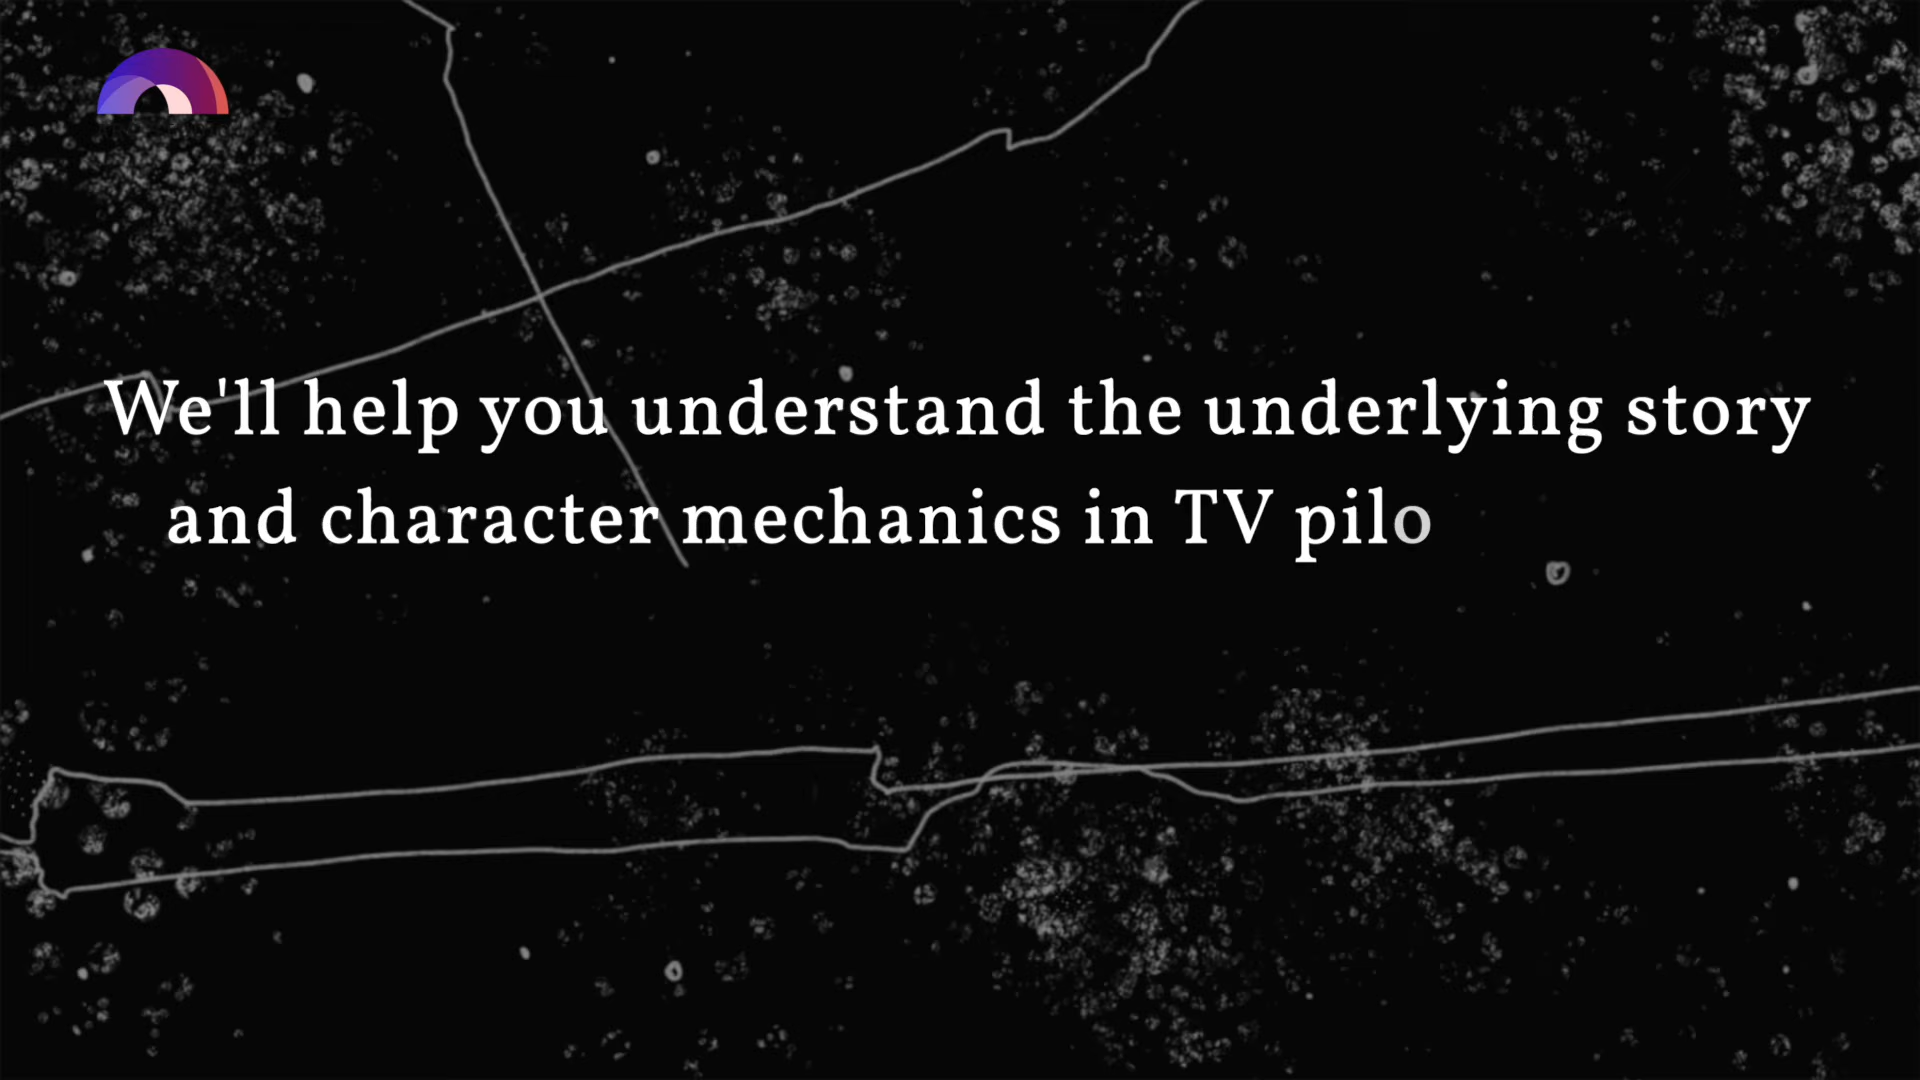 We'll help you understand the underlying story
and character mechanics in TV pilo